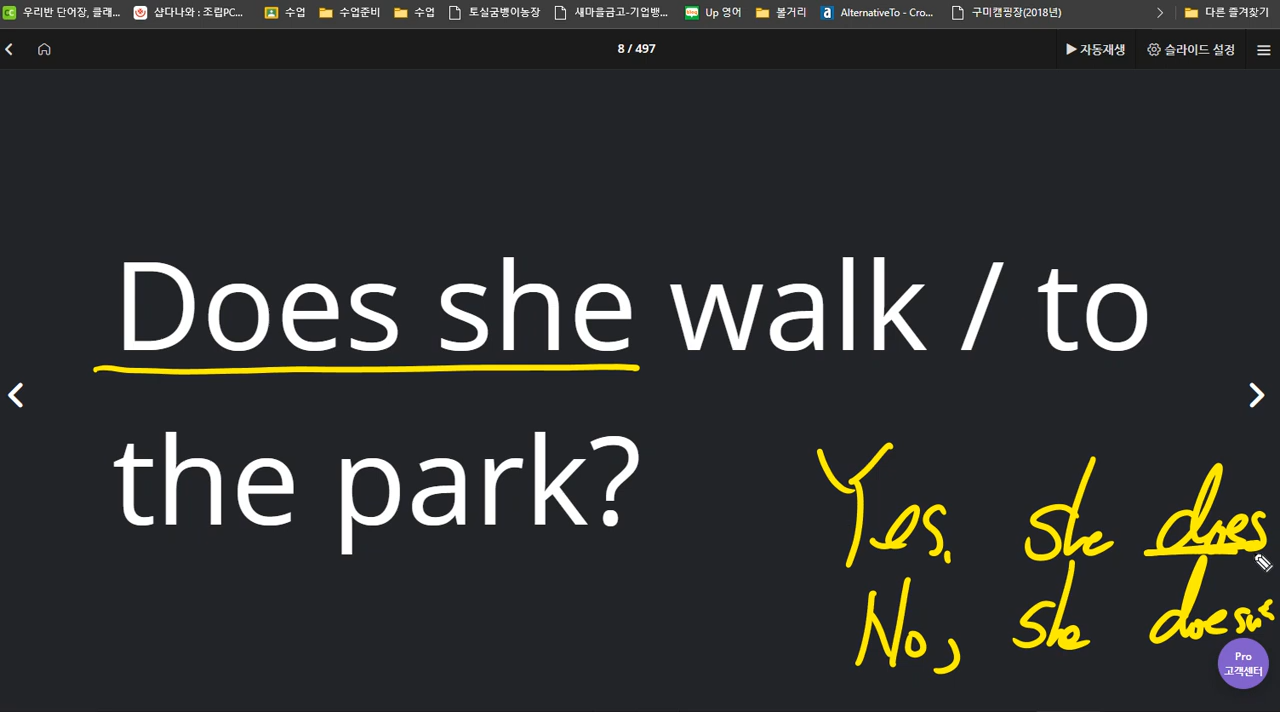 우리반 단어장, 클래... 샵다나와 : 조립PC... 수업 수업준비 수업 토실굼벵이농장 새마을금고-기업뱅... Up 영어 볼거리 AlternativeTo - Cro... 구미캠핑장(2018년) 다른 즐겨찾기
8 / 497 ▶ 자동재생 슬라이드 설정
Does she walk / to
the park?
Yes, she does
No, she doesn't
Pro
고객센터